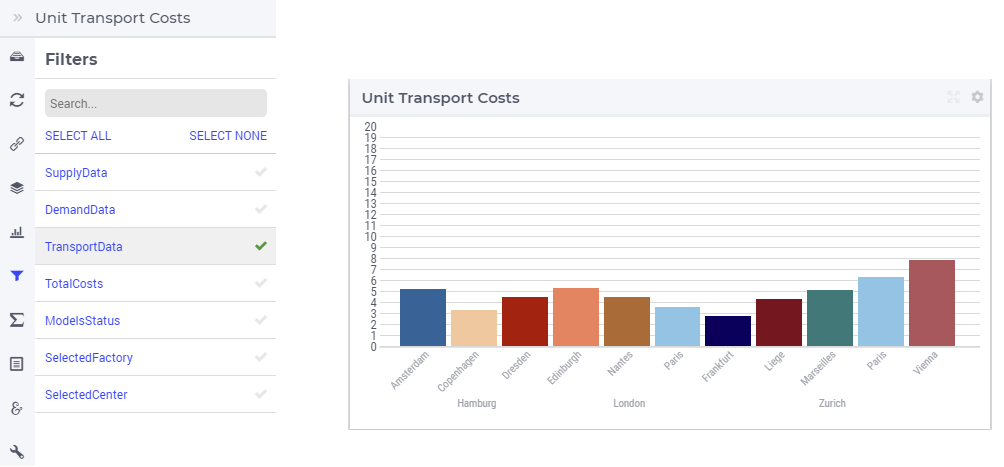 Unit Transport Costs
Filters
Search...
SELECT ALL SELECT NONE
SupplyData
DemandData
TransportData
TotalCosts
ModelsStatus
SelectedFactory
SelectedCenter
Unit Transport Costs
20
19
18
17
16
15
14
13
12
11
10
9
8
7
6
5
4
3
2
1
0
Amsterdam
Copenhagen
Dresden
Edinburgh
Nantes
Paris
Frankfurt
Liege
Marseilles
Paris
Vienna
Hamburg London Zurich